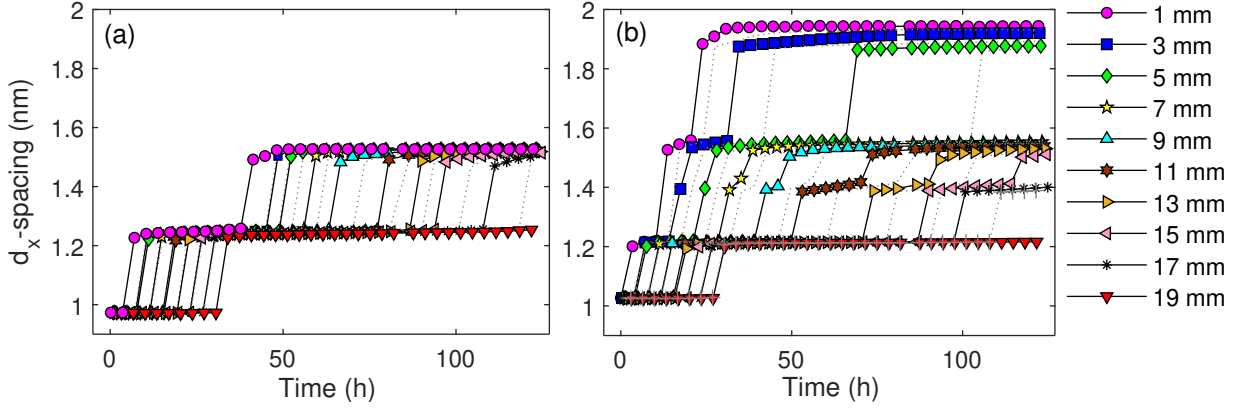 (a)
(b)
2
1.8
1.6
1.4
1.2
1
0
50
100
Time (h)
dₓ-spacing (nm)
2
1.8
1.6
1.4
1.2
1
0
50
100
Time (h)
1 mm
3 mm
5 mm
7 mm
9 mm
11 mm
13 mm
15 mm
17 mm
19 mm